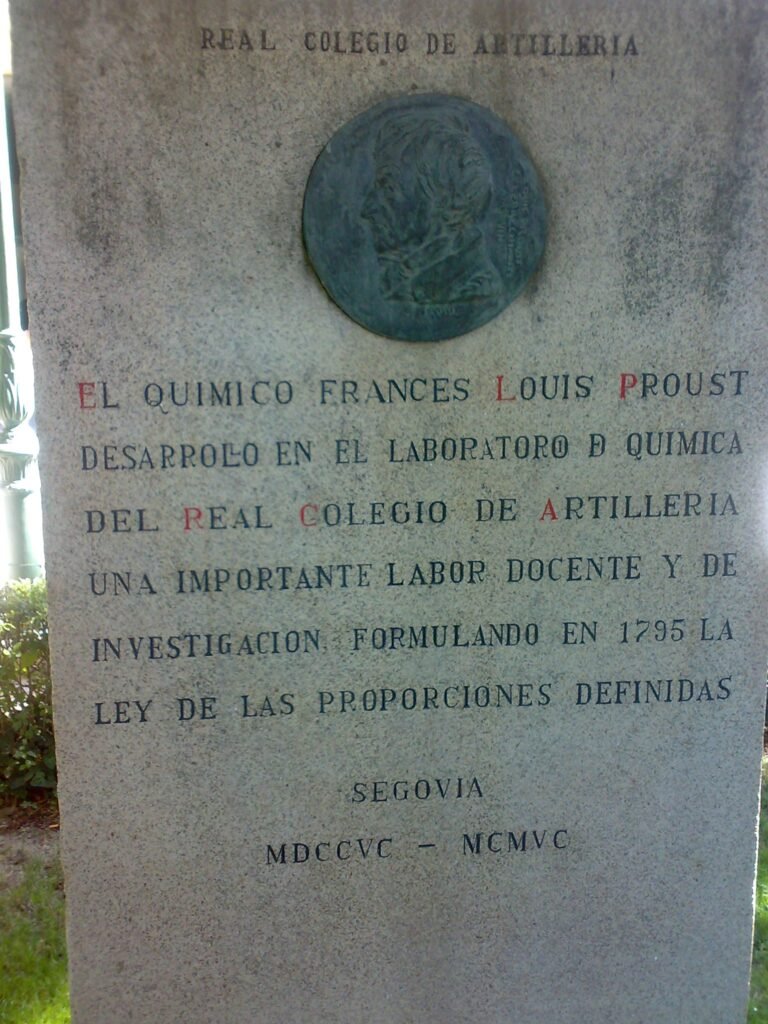 REAL COLEGIO DE ARTILLERIA
EL QUIMICO FRANCES LOUIS PROUST
DESARROLLO EN EL LABORATORO D QUIMICA
DEL REAL COLEGIO DE ARTILLERIA
UNA IMPORTANTE LABOR DOCENTE Y DE
INVESTIGACION, FORMULANDO EN 1795 LA
LEY DE LAS PROPORCIONES DEFINIDAS
SEGOVIA
MDCCVC – MCMVC